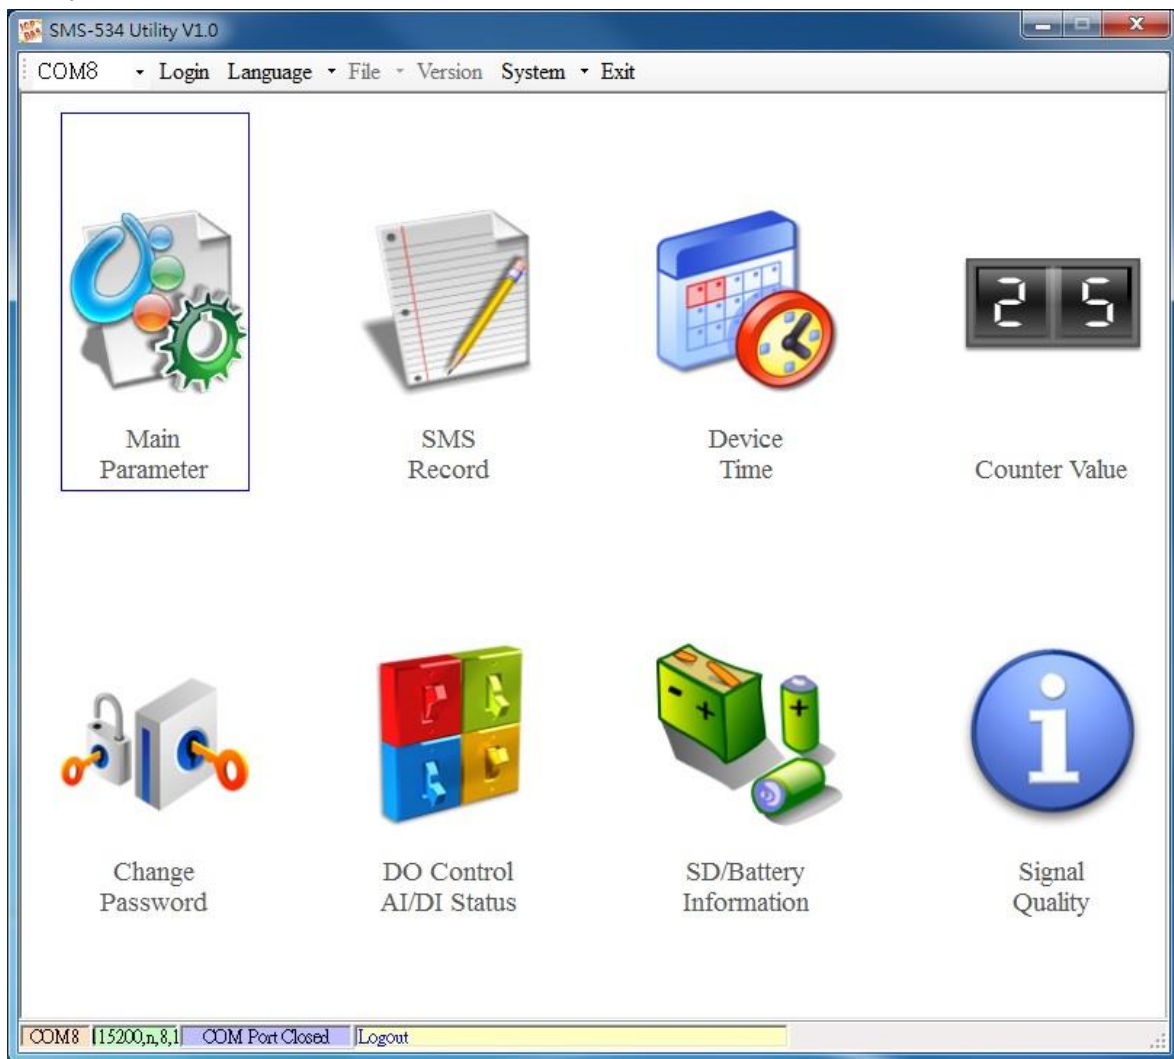 SMS-534 Utility V1.0
COM8 Login Language File Version System Exit
25
Main
Parameter
SMS
Record
Device
Time
Counter Value
Change
Password
DO Control
AI/DI Status
SD/Battery
Information
Signal
Quality
COM8 115200,n,8,1 COM Port Closed Logout